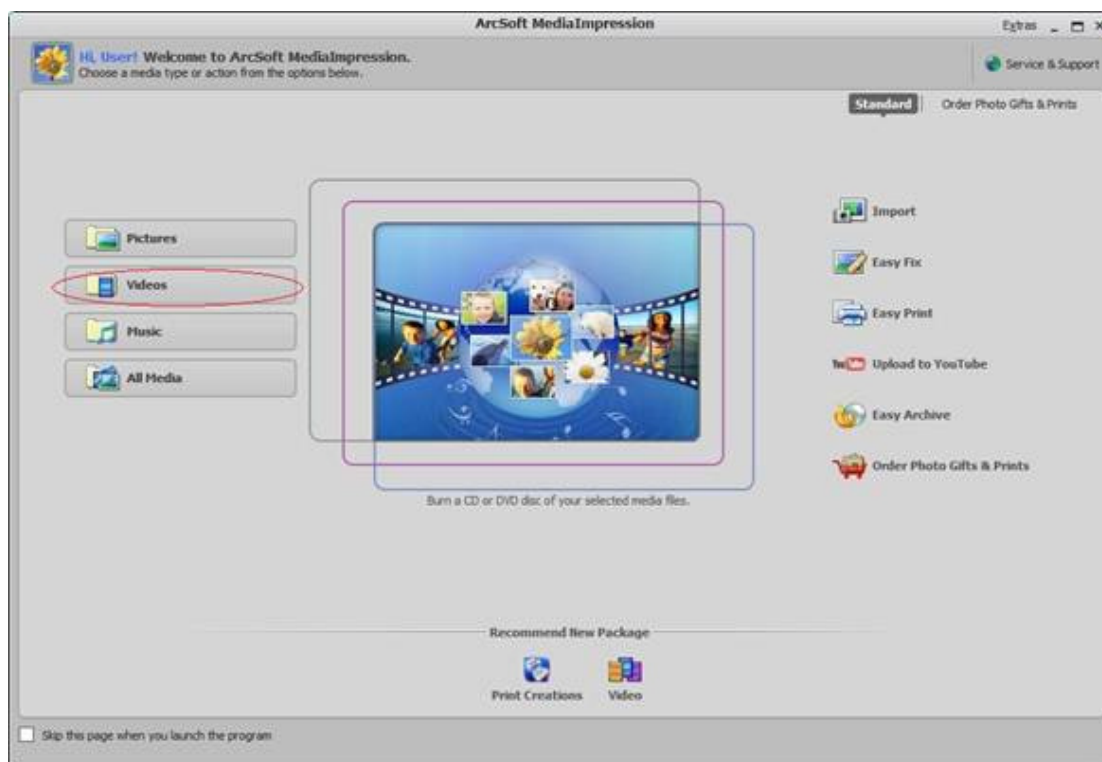 ArcSoft MediaImpression
Extras
Hi, User! Welcome to ArcSoft MediaImpression.
Choose a media type or action from the options below.
Service & Support
Standard
Order Photo Gifts & Prints
Pictures
Videos
Music
All Media
Import
Easy Fix
Easy Print
You Upload to YouTube
Easy Archive
Order Photo Gifts & Prints
Burn a CD or DVD disc of your selected media files.
Recommend New Package
Print Creations
Video
Skip this page when you launch the program